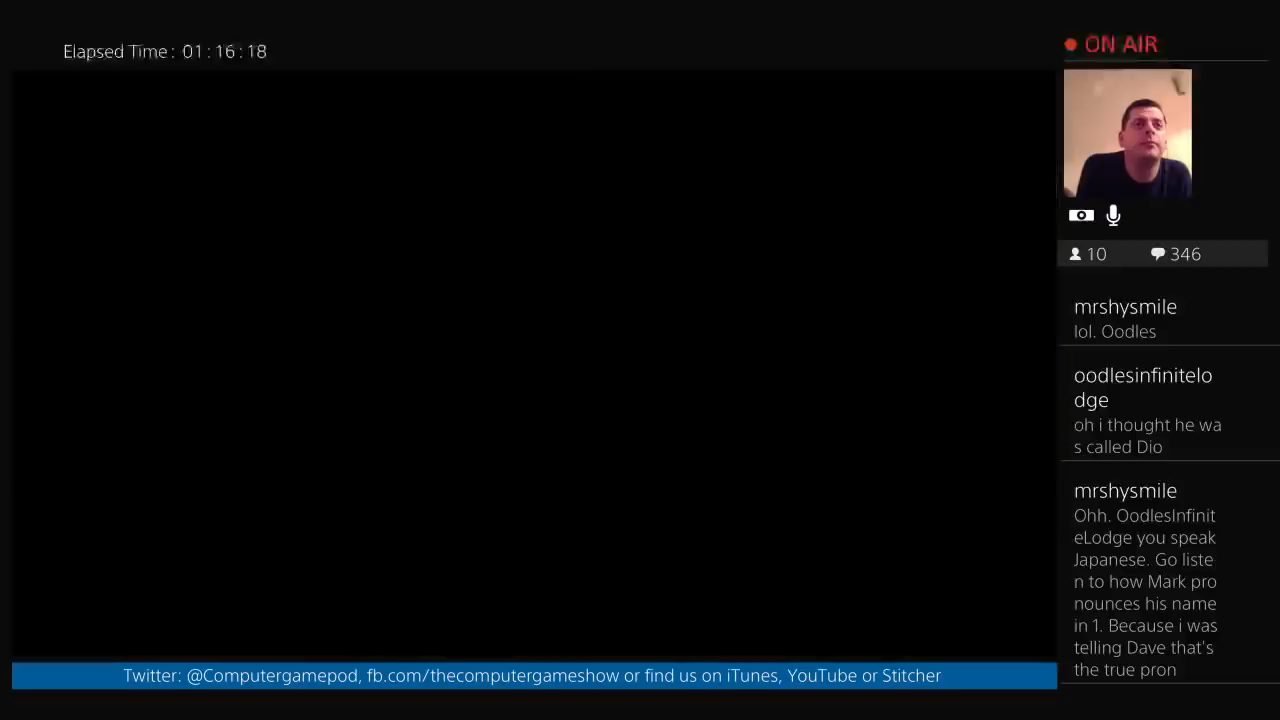 Elapsed Time: 01:16:18
ON AIR
10 346
mrshysmile
lol. Oodles
oodlesinfinitelo
dge
oh i thought he wa
s called Dio
mrshysmile
Ohh. OodlesInfinit
eLodge you speak
Japanese. Go liste
n to how Mark pro
nounces his name
in 1. Because i was
telling Dave that's
the true pron
Twitter: @Computergamepod, fb.com/thecomputergameshow or find us on iTunes, YouTube or Stitcher